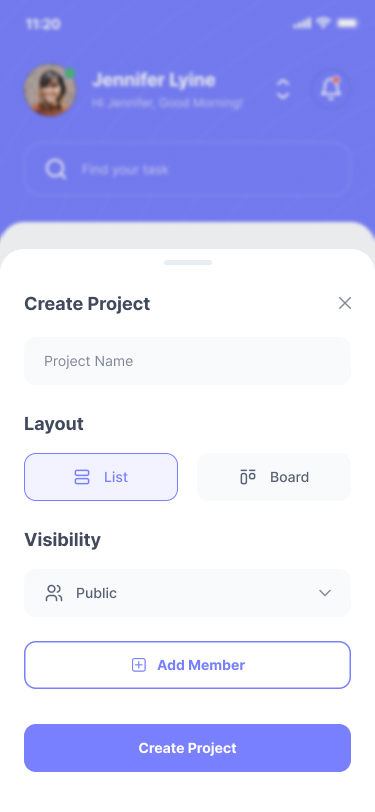 11:20
Jennifer Lyine
Hi Jennifer, Good Morning!
Find your task
Create Project
Project Name
Layout
List Board
Visibility
Public
Add Member
Create Project